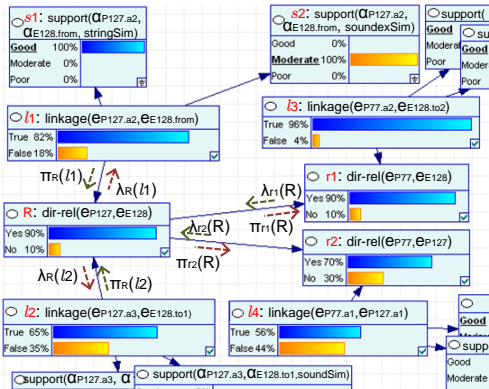 s1: support(αP127.a2,
αE128.from, stringSim)
Good 100%
Moderate 0%
Poor 0%
s2: support(αP127.a2,
αE128.from, soundexSim)
Good 0%
Moderate 100%
Poor 0%
support(
Good
Moderat
Poor
su
Good
Moderat
Poor
l1: linkage(eP127.a2,eE128.from)
True 82%
False 18%
l3: linkage(eP77.a2,eE128.to2)
True 96%
False 4%
πR(l1)
λR(l1)
R: dir-rel(eP127,eE128)
Yes 90%
No 10%
λr1(R)
πr1(R)
λr2(R)
πr2(R)
r1: dir-rel(eP77,eE128)
Yes 90%
No 10%
r2: dir-rel(eP77,eP127)
Yes 70%
No 30%
λR(l2)
πR(l2)
l2: linkage(eP127.a3,eE128.to1)
True 65%
False 35%
l4: linkage(eP77.a1,eP127.a1)
True 56%
False 44%
Good
supp
Good
Moderate
support(αP127.a3, α
support(αP127.a3,αE128.to1,soundSim)